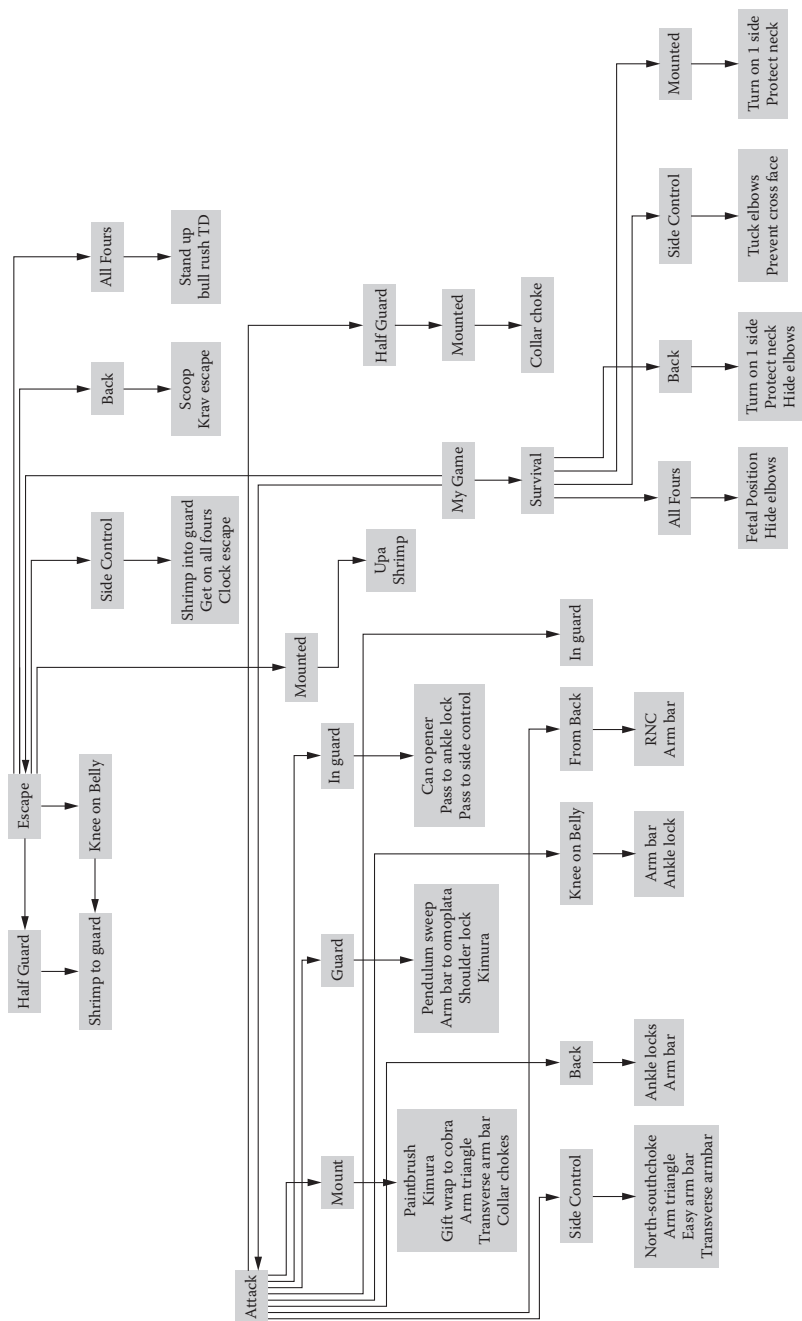 Half Guard
Shrimp to guard
Escape
Knee on Belly
Side Control
Shrimp into guard
Get on all fours
Clock escape
Back
Scoop
Krav escape
All Fours
Stand up
bull rush TD
Mounted
Upa
Shrimp
Attack
Mount
Paintbrush
Kimura
Gift wrap to cobra
Arm triangle
Transverse arm bar
Collar chokes
Guard
Pendulum sweep
Arm bar to omoplata
Shoulder lock
Kimura
In guard
Can opener
Pass to ankle lock
Pass to side control
Half Guard
Mounted
Collar choke
Side Control
North-southchoke
Arm triangle
Easy arm bar
Transverse armbar
Back
Ankle locks
Arm bar
Knee on Belly
Arm bar
Ankle lock
From Back
RNC
Arm bar
In guard
My Game
Survival
All Fours
Fetal Position
Hide elbows
Back
Turn on 1 side
Protect neck
Hide elbows
Side Control
Tuck elbows
Prevent cross face
Mounted
Turn on 1 side
Protect neck